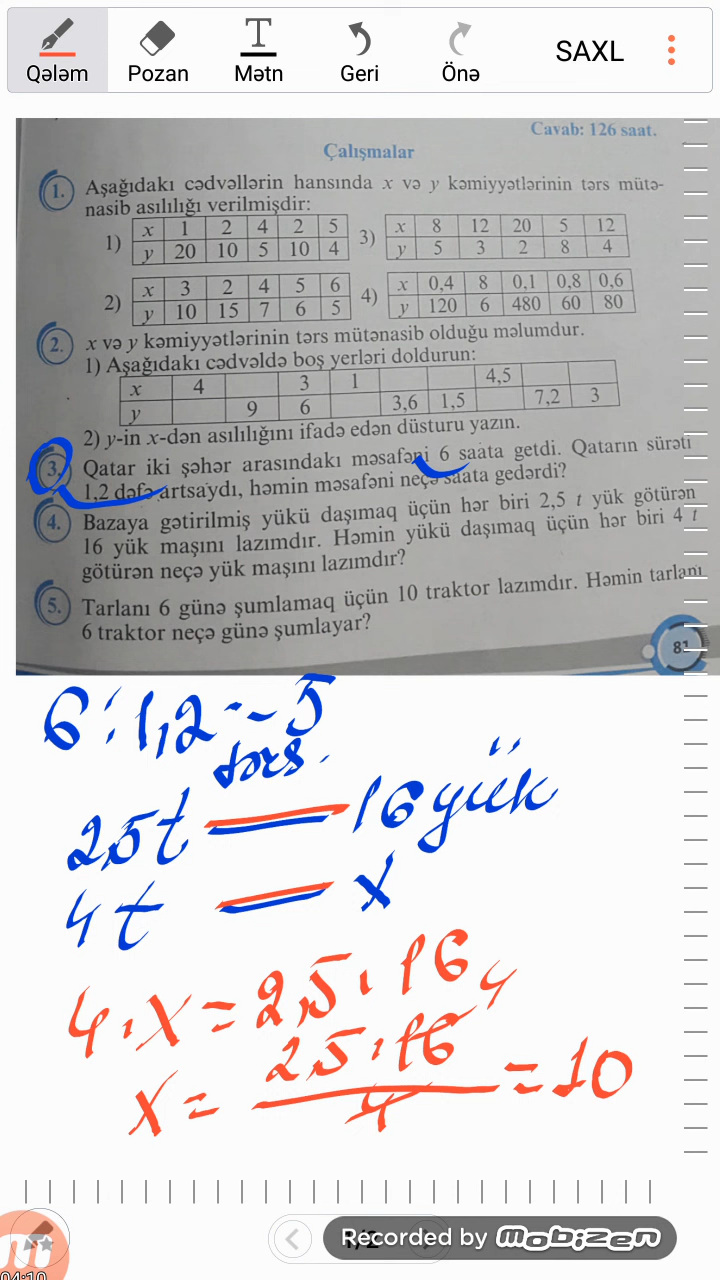 Qələm Pozan Mətn Geri Önə SAXL
Cavab: 126 saat.
Çalışmalar
1. Aşağıdakı cədvəllərin hansında x və y kəmiyyətlərinin tərs mütə-
nasib asılılığı verilmişdir:
1) x 1 2 4 2 5
y 20 10 5 10 4
3) x 8 12 20 5 12
y 5 3 2 8 4
2) x 3 2 4 5 6
y 10 15 7 6 5
4) x 0,4 8 0,1 0,8 0,6
y 120 6 480 60 80
2. x və y kəmiyyətlərinin tərs mütənasib olduğu məlumdur.
1) Aşağıdakı cədvəldə boş yerləri doldurun:
x 4 3 1 4,5
y 9 6 3,6 1,5 7,2 3
2) y-in x-dən asılılığını ifadə edən düsturu yazın.
3. Qatar iki şəhər arasındakı məsafəni 6 saata getdi. Qatarın sürəti
1,2 dəfə artsaydı, həmin məsafəni neçə saata gedərdi?
4. Bazaya gətirilmiş yükü daşımaq üçün hər biri 2,5 t yük götürən
16 yük maşını lazımdır. Həmin yükü daşımaq üçün hər biri 4 t
götürən neçə yük maşını lazımdır?
5. Tarlanı 6 günə şumlamaq üçün 10 traktor lazımdır. Həmin tarlanı
6 traktor neçə günə şumlayar?
81
6:1,2=5
tərs.
2,5t 16 yük
4t x
4·x=2,5·16
4
x= 2,5·16
4
=10
1/2
Recorded by mobizen
04:10